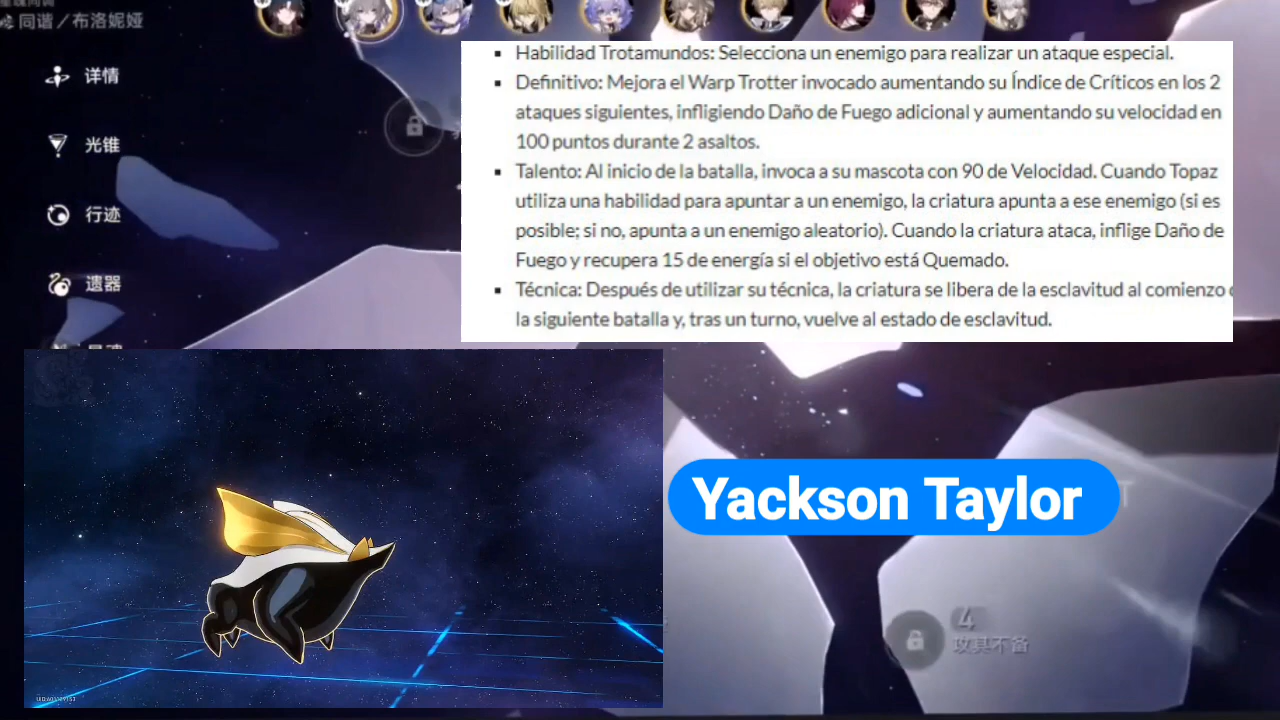 同谐／布洛妮娅
详情
光锥
行迹
遗器
▪ Habilidad Trotamundos: Selecciona un enemigo para realizar un ataque especial.
▪ Definitivo: Mejora el Warp Trotter invocado aumentando su Índice de Críticos en los 2
ataques siguientes, infligiendo Daño de Fuego adicional y aumentando su velocidad en
100 puntos durante 2 asaltos.
▪ Talento: Al inicio de la batalla, invoca a su mascota con 90 de Velocidad. Cuando Topaz
utiliza una habilidad para apuntar a un enemigo, la criatura apunta a ese enemigo (si es
posible; si no, apunta a un enemigo aleatorio). Cuando la criatura ataca, inflige Daño de
Fuego y recupera 15 de energía si el objetivo está Quemado.
▪ Técnica: Después de utilizar su técnica, la criatura se libera de la esclavitud al comienzo
la siguiente batalla y, tras un turno, vuelve al estado de esclavitud.
Yackson Taylor
4
攻其不备